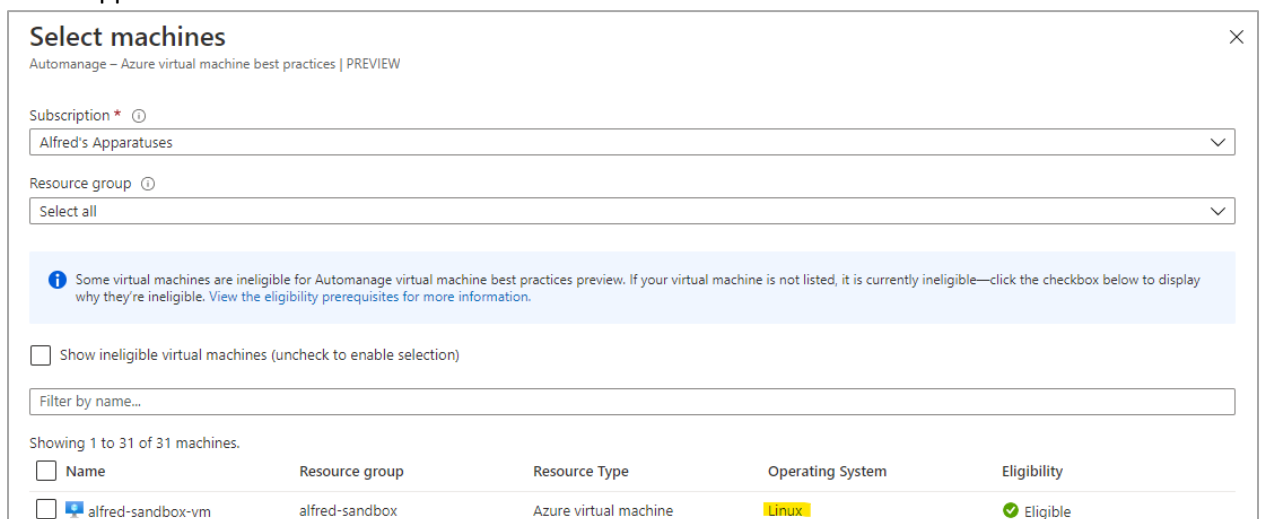 Select machines
Automanage – Azure virtual machine best practices | PREVIEW
Subscription *
Alfred's Apparatuses
Resource group
Select all
Some virtual machines are ineligible for Automanage virtual machine best practices preview. If your virtual machine is not listed, it is currently ineligible—click the checkbox below to display
why they're ineligible. View the eligibility prerequisites for more information.
Show ineligible virtual machines (uncheck to enable selection)
Filter by name...
Showing 1 to 31 of 31 machines.
Name Resource group Resource Type Operating System Eligibility
alfred-sandbox-vm alfred-sandbox Azure virtual machine Linux Eligible